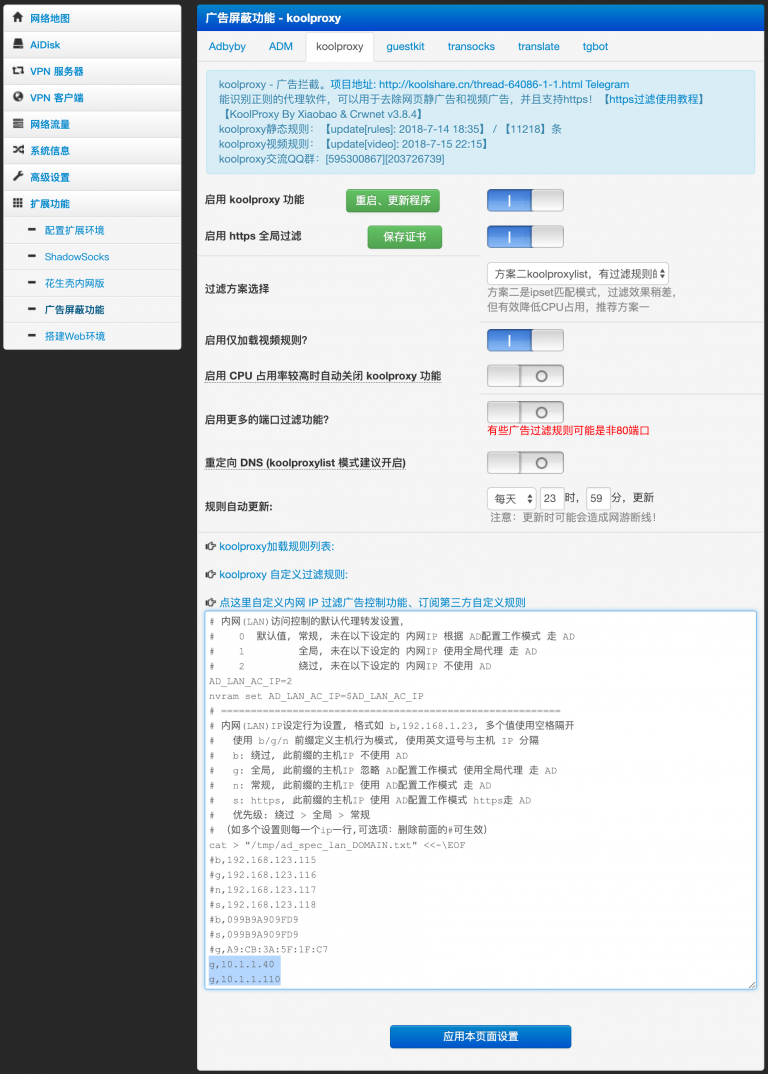 网络地图
AiDisk
VPN 服务器
VPN 客户端
网络流量
系统信息
高级设置
扩展功能
配置扩展环境
ShadowSocks
花生壳内网版
广告屏蔽功能
搭建Web环境
广告屏蔽功能 - koolproxy
Adbyby ADM koolproxy guestkit transocks translate tgbot
koolproxy - 广告拦截。项目地址: http://koolshare.cn/thread-64086-1-1.html Telegram
能识别正则的代理软件，可以用于去除网页静广告和视频广告，并且支持https! 【https过滤使用教程】
【KoolProxy By Xiaobao & Crwnet v3.8.4】
koolproxy静态规则: 【update[rules]: 2018-7-14 18:35】 / 【11218】条
koolproxy视频规则: 【update[video]: 2018-7-15 22:15】
koolproxy交流QQ群: [595300867][203726739]
启用 koolproxy 功能 重启、更新程序
启用 https 全局过滤 保存证书
过滤方案选择 方案二koolproxylist，有过滤规则的
方案二是ipset匹配模式，过滤效果稍差，
但有效降低CPU占用，推荐方案一
启用仅加载视频规则?
启用 CPU 占用率较高时自动关闭 koolproxy 功能
启用更多的端口过滤功能?
有些广告过滤规则可能是非80端口
重定向 DNS (koolproxylist 模式建议开启)
规则自动更新: 每天 23 时, 59 分, 更新
注意: 更新时可能会造成网游断线!
koolproxy加载规则列表:
koolproxy 自定义过滤规则:
点这里自定义内网 IP 过滤广告控制功能、订阅第三方自定义规则
# 内网(LAN)访问控制的默认代理转发设置,
#    0  默认值, 常规, 未在以下设定的 内网IP 根据 AD配置工作模式 走 AD
#    1         全局, 未在以下设定的 内网IP 使用全局代理 走 AD
#    2         绕过, 未在以下设定的 内网IP 不使用 AD
AD_LAN_AC_IP=2
nvram set AD_LAN_AC_IP=$AD_LAN_AC_IP
# =========================================================
# 内网(LAN)IP设定行为设置, 格式如 b,192.168.1.23, 多个值使用空格隔开
#   使用 b/g/n 前缀定义主机行为模式, 使用英文逗号与主机 IP 分隔
#   b: 绕过, 此前缀的主机IP 不使用 AD
#   g: 全局, 此前缀的主机IP 忽略 AD配置工作模式 使用全局代理 走 AD
#   n: 常规, 此前缀的主机IP 使用 AD配置工作模式 走 AD
#   s: https, 此前缀的主机IP 使用 AD配置工作模式 https走 AD
#   优先级: 绕过 > 全局 > 常规
# （如多个设置则每一个ip一行,可选项：删除前面的#可生效）
cat > "/tmp/ad_spec_lan_DOMAIN.txt" <<-\EOF
#b,192.168.123.115
#g,192.168.123.116
#n,192.168.123.117
#s,192.168.123.118
#b,099B9A909FD9
#s,099B9A909FD9
#g,A9:CB:3A:5F:1F:C7
g,10.1.1.40
g,10.1.1.110
应用本页面设置